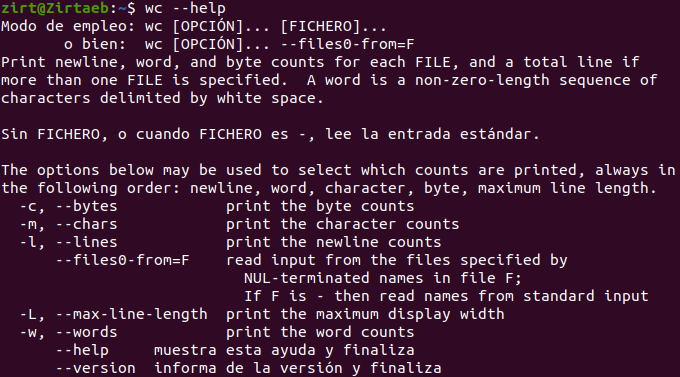 zirt@Zirtaeb:~$ wc --help
Modo de empleo: wc [OPCIÓN]... [FICHERO]...
o bien: wc [OPCIÓN]... --files0-from=F
Print newline, word, and byte counts for each FILE, and a total line if
more than one FILE is specified. A word is a non-zero-length sequence of
characters delimited by white space.
Sin FICHERO, o cuando FICHERO es -, lee la entrada estándar.
The options below may be used to select which counts are printed, always in
the following order: newline, word, character, byte, maximum line length.
-c, --bytes print the byte counts
-m, --chars print the character counts
-l, --lines print the newline counts
--files0-from=F read input from the files specified by
NUL-terminated names in file F;
If F is - then read names from standard input
-L, --max-line-length print the maximum display width
-w, --words print the word counts
--help muestra esta ayuda y finaliza
--version informa de la versión y finaliza